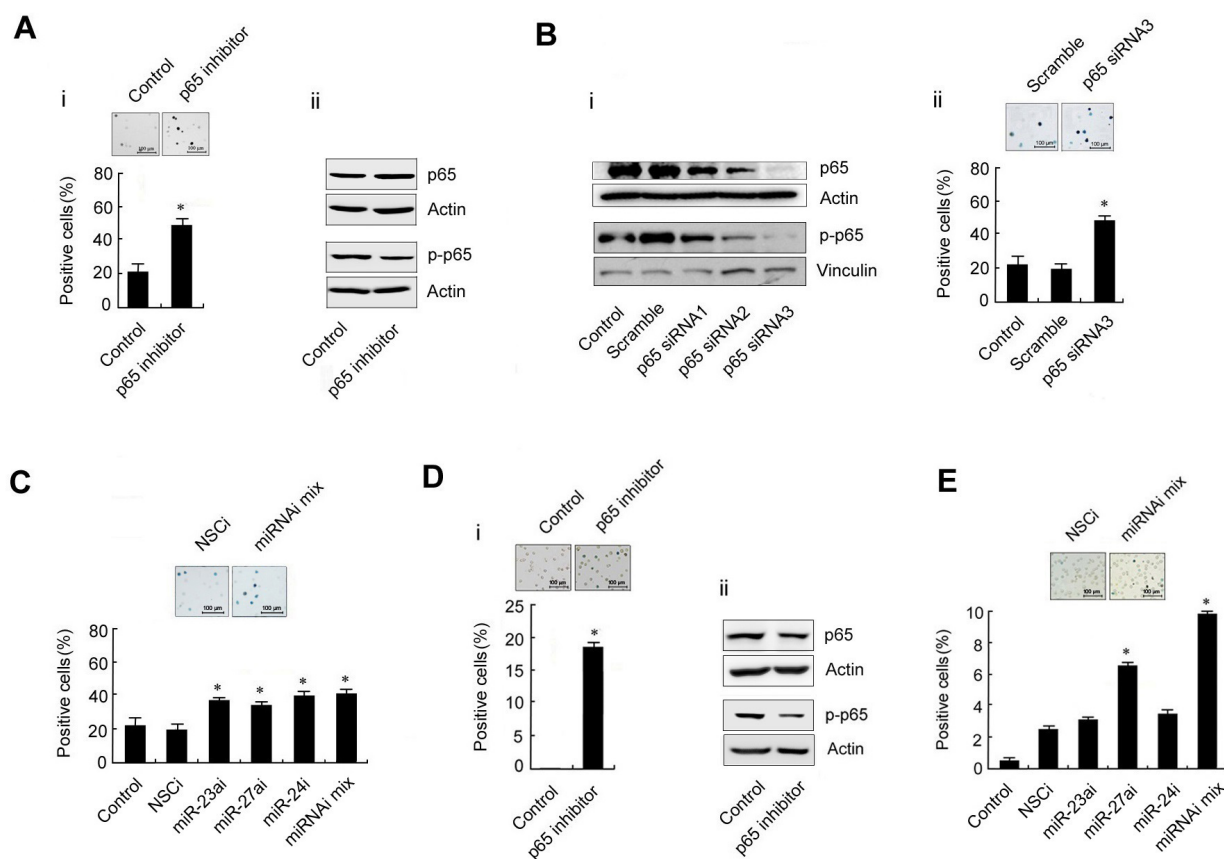 A
Control
p65 inhibitor
i
100 µm
100 µm
Positive cells (%)
80
60
40
20
0
*
Control
p65 inhibitor
ii
p65
Actin
p-p65
Actin
Control
p65 inhibitor
B
i
p65
Actin
p-p65
Vinculin
Control
Scramble
p65 siRNA1
p65 siRNA2
p65 siRNA3
ii
Scramble
p65 siRNA3
100 µm
100 µm
Positive cells (%)
80
60
40
20
0
*
Control
Scramble
p65 siRNA3
C
NSCi
miRNAi mix
100 µm
100 µm
Positive cells (%)
80
60
40
20
0
*
*
*
*
Control
NSCi
miR-23ai
miR-27ai
miR-24i
miRNAi mix
D
i
Control
p65 inhibitor
100 µm
100 µm
Positive cells (%)
25
20
15
10
5
0
*
Control
p65 inhibitor
ii
p65
Actin
p-p65
Actin
Control
p65 inhibitor
E
NSCi
miRNAi mix
100 µm
100 µm
Positive cells (%)
10
8
6
4
2
0
*
*
Control
NSCi
miR-23ai
miR-27ai
miR-24i
miRNAi mix